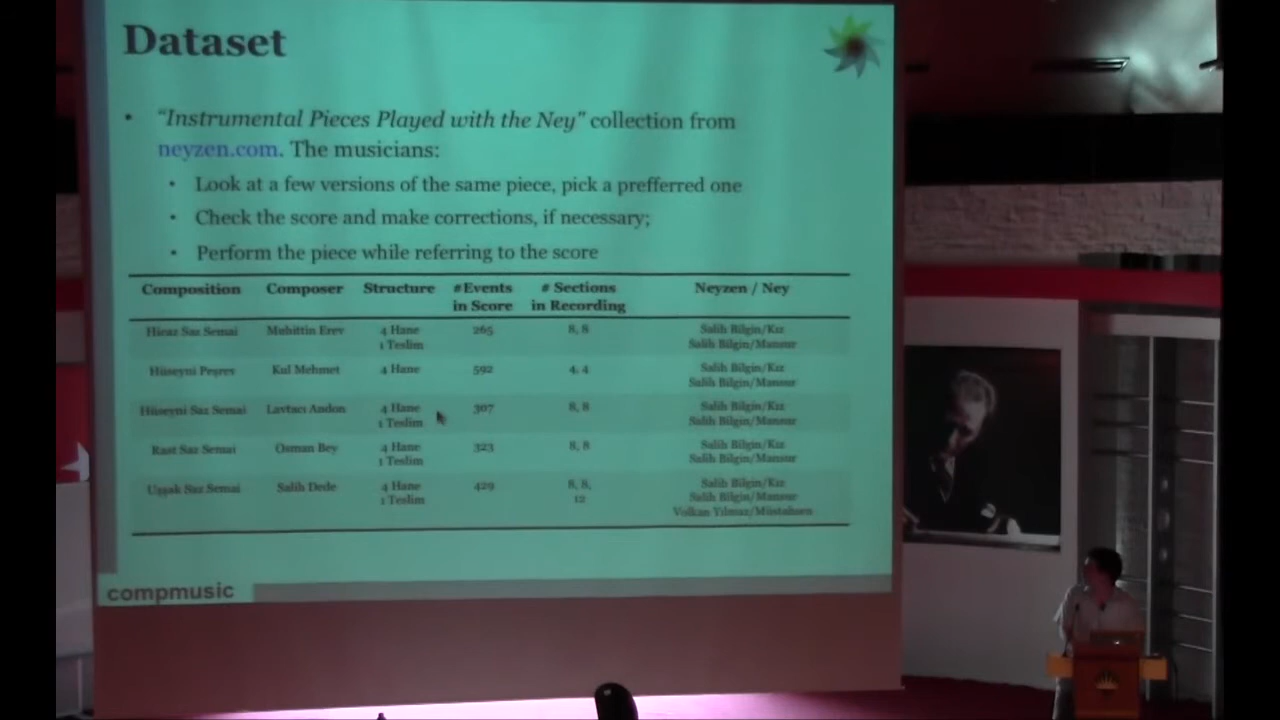 Dataset
• "Instrumental Pieces Played with the Ney" collection from
neyzen.com. The musicians:
• Look at a few versions of the same piece, pick a prefferred one
• Check the score and make corrections, if necessary;
• Perform the piece while referring to the score
Composition Composer Structure #Events in Score # Sections in Recording Neyzen / Ney
Hicaz Saz Semai Muhittin Erev 4 Hane 1 Teslim 265 8, 8 Salih Bilgin/Kız Salih Bilgin/Mansur
Hüseyni Peşrev Kul Mehmet 4 Hane 592 4, 4 Salih Bilgin/Kız Salih Bilgin/Mansur
Hüseyni Saz Semai Lavtacı Andon 4 Hane 1 Teslim 307 8, 8 Salih Bilgin/Kız Salih Bilgin/Mansur
Rast Saz Semai Osman Bey 4 Hane 1 Teslim 323 8, 8 Salih Bilgin/Kız Salih Bilgin/Mansur
Uşşak Saz Semai Salih Dede 4 Hane 1 Teslim 429 8, 8, 12 Salih Bilgin/Kız Salih Bilgin/Mansur Volkan Yılmaz/Müstahsen
compmusic